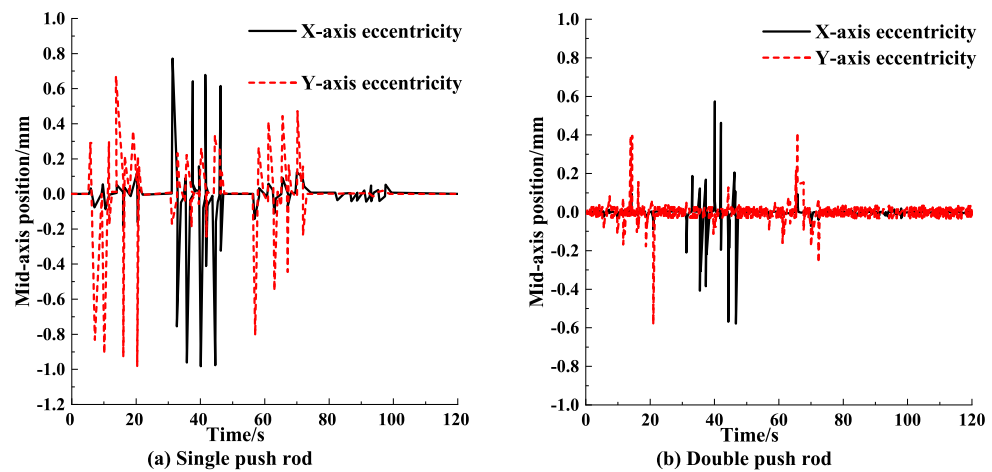 X-axis eccentricity
Y-axis eccentricity
Mid-axis position/mm
1.0
0.8
0.6
0.4
0.2
0.0
-0.2
-0.4
-0.6
-0.8
-1.0
-1.2
0 20 40 60 80 100 120
Time/s
(a) Single push rod
X-axis eccentricity
Y-axis eccentricity
Mid-axis position/mm
1.0
0.8
0.6
0.4
0.2
0.0
-0.2
-0.4
-0.6
-0.8
-1.0
0 20 40 60 80 100 120
Time/s
(b) Double push rod